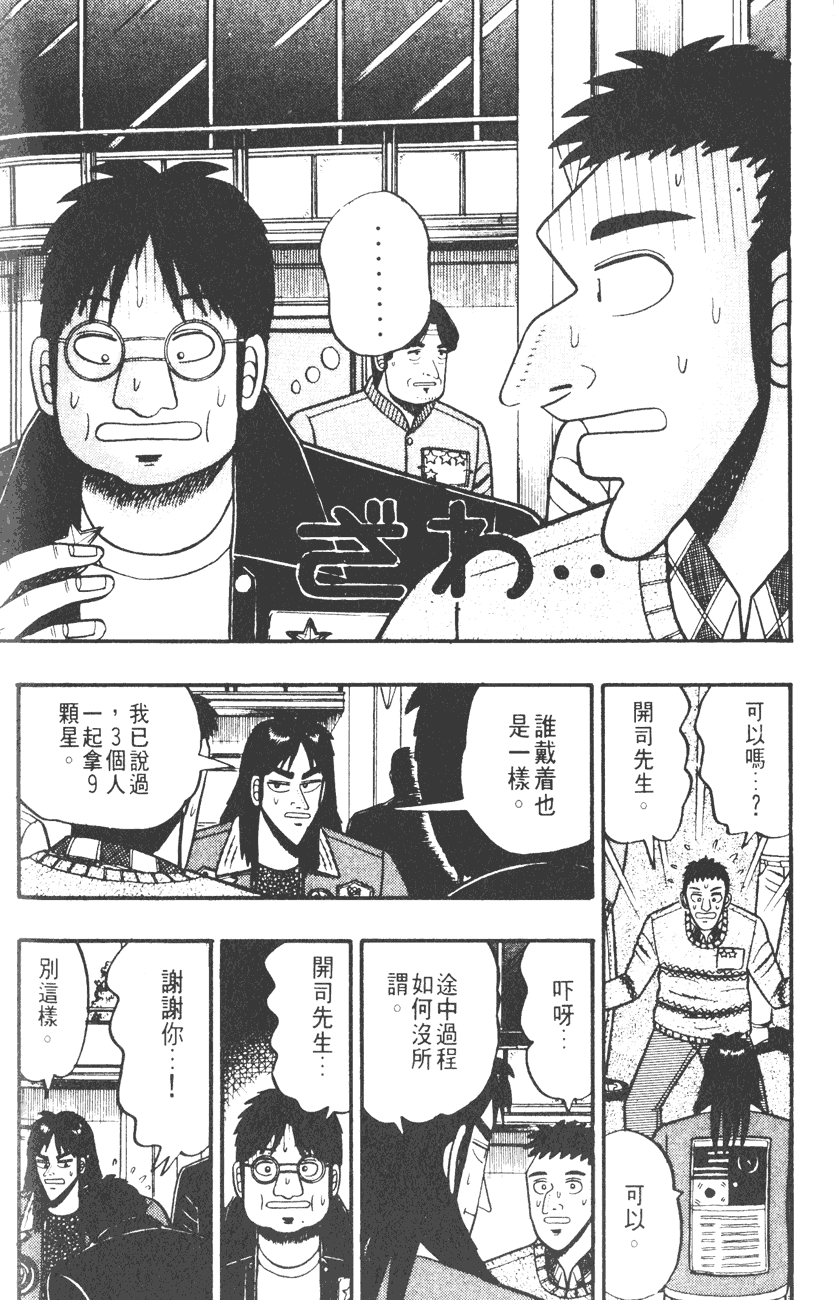 ………
ざわ‥
可以嗎…？
開司先生。
可以。
誰戴着也
是一樣。
我已說過
，3個人
一起拿9
顆星。
吓呀…
途中過程
如何沒所
謂。
開司先生…
謝謝你…！
別這樣。